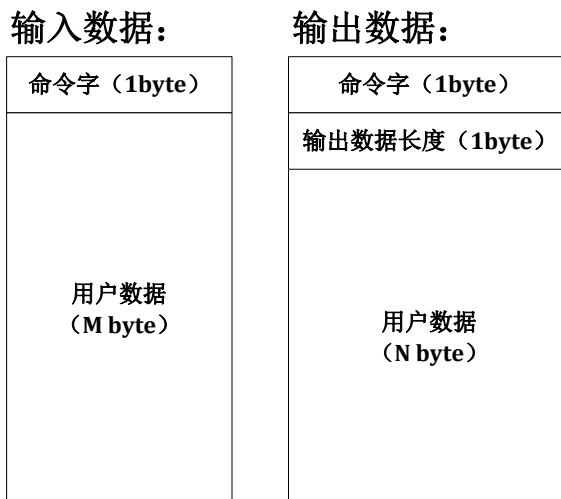 输入数据：
命令字（1byte）
用户数据
（M byte）
输出数据：
命令字（1byte）
输出数据长度（1byte）
用户数据
（N byte）